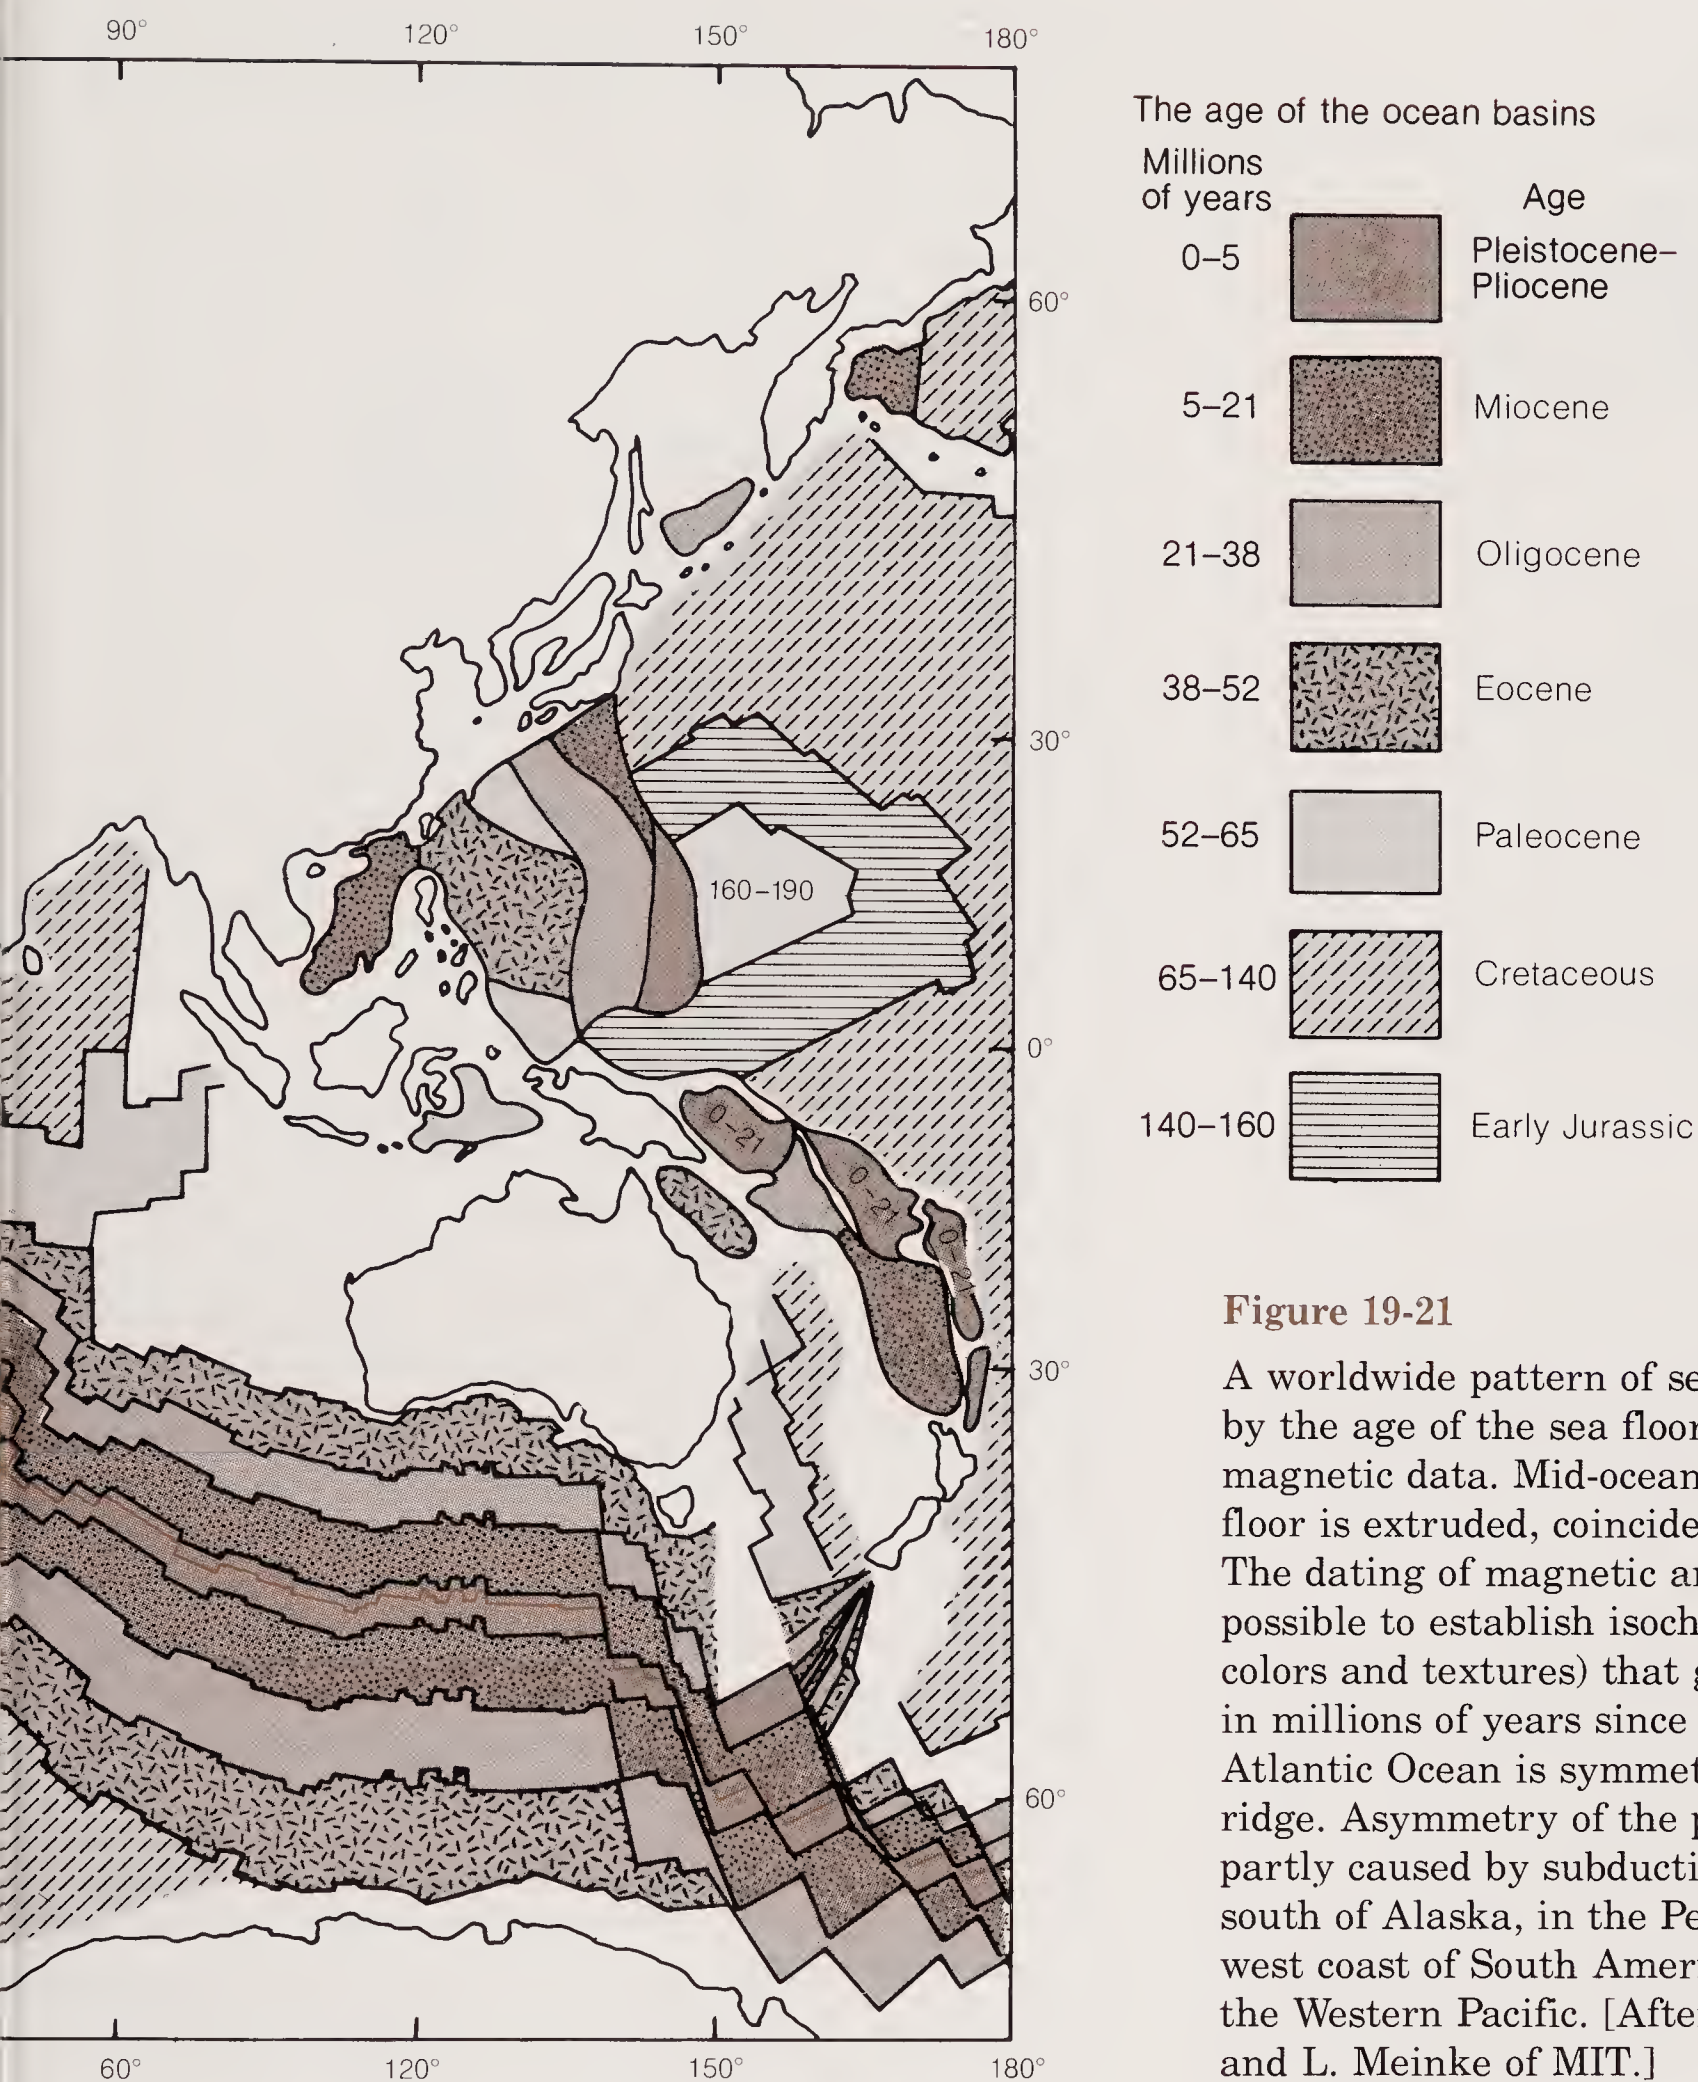 90° 120° 150° 180°
The age of the ocean basins
Millions
of years
Age
0–5
Pleistocene–
Pliocene
5–21
Miocene
21–38
Oligocene
38–52
Eocene
52–65
Paleocene
65–140
Cretaceous
140–160
Early Jurassic
60°
30°
160–190
0°
0–21
0–21
0–21
30°
60°
60° 120° 150° 180°
Figure 19-21
A worldwide pattern of se
by the age of the sea floor
magnetic data. Mid-ocean
floor is extruded, coincide
The dating of magnetic a
possible to establish isoch
colors and textures) that g
in millions of years since
Atlantic Ocean is symmet
ridge. Asymmetry of the p
partly caused by subducti
south of Alaska, in the Pe
west coast of South Amer
the Western Pacific. [Afte
and L. Meinke of MIT.]